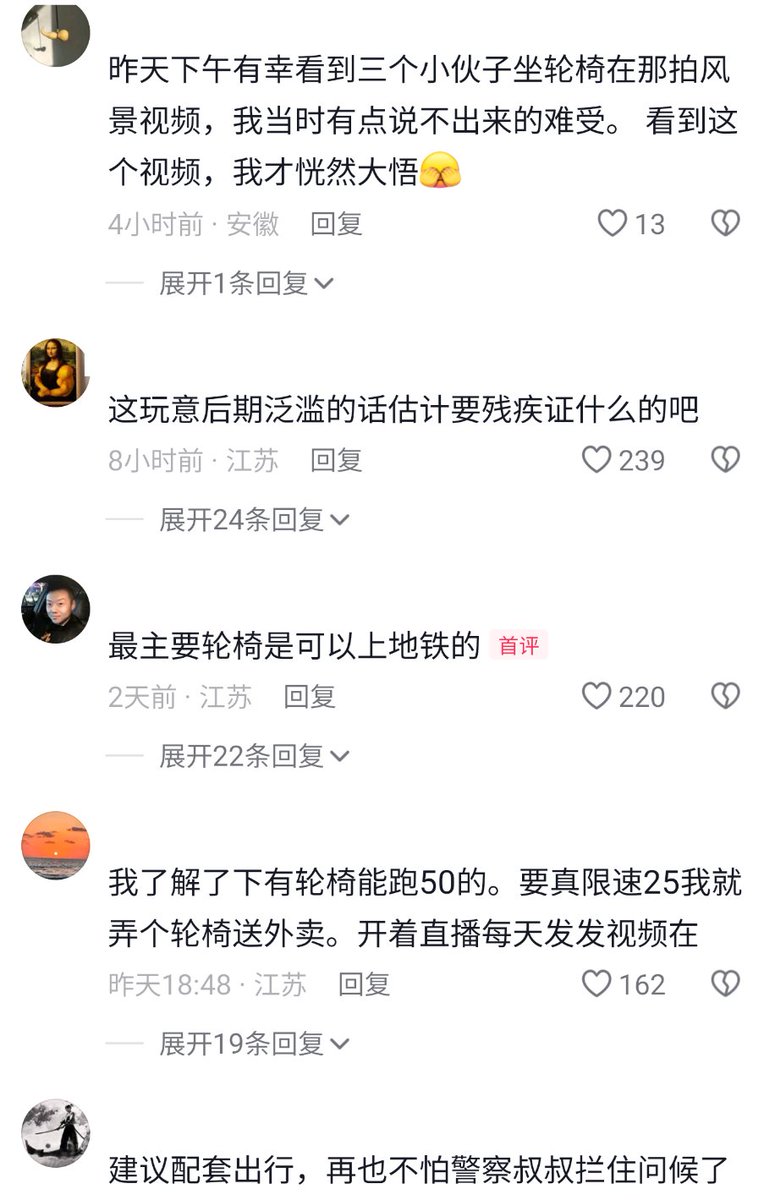 昨天下午有幸看到三个小伙子坐轮椅在那拍风
景视频，我当时有点说不出来的难受。 看到这
个视频，我才恍然大悟🫣
4小时前 · 安徽 回复 13
展开1条回复
这玩意后期泛滥的话估计要残疾证什么的吧
8小时前 · 江苏 回复 239
展开24条回复
最主要轮椅是可以上地铁的 首评
2天前 · 江苏 回复 220
展开22条回复
我了解了下有轮椅能跑50的。要真限速25我就
弄个轮椅送外卖。开着直播每天发发视频在
昨天18:48 · 江苏 回复 162
展开19条回复
建议配套出行，再也不怕警察叔叔拦住问候了